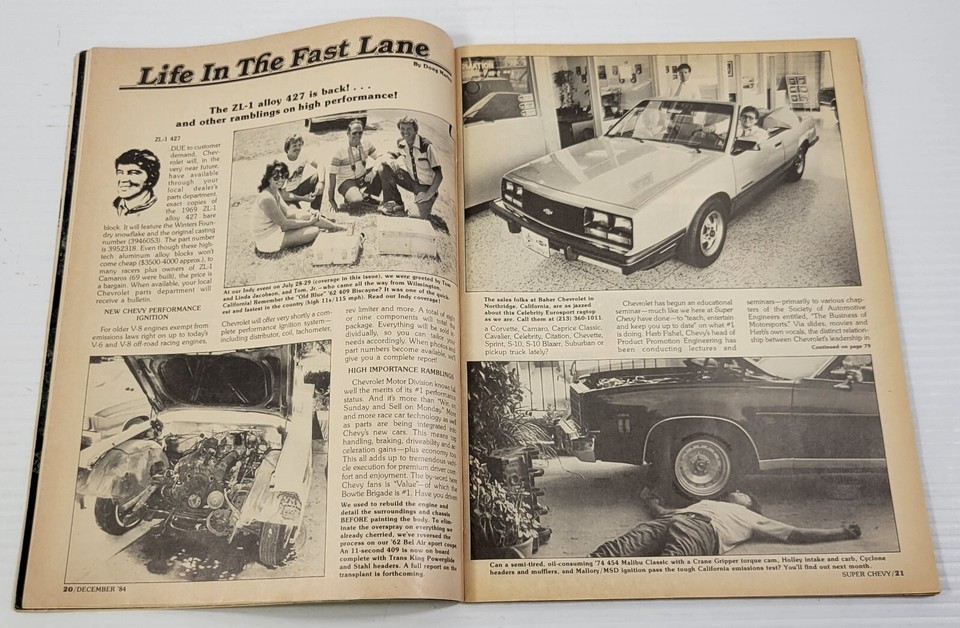 Life In The Fast Lane
By Doug
The ZL-1 alloy 427 is back! . . .
and other ramblings on high performance!
ZL-1 427
DUE to customer
demand, Chev-
rolet will, in the
very near future,
have available
through your
local dealer's
parts department,
exact copies of
the 1969 ZL-1
alloy 427 bare
block. It will feature the Winters Foun-
dry snowflake and the original casting
number (3946053). The part number
is 3952318. Even though these high-
tech aluminum alloy blocks won't
come cheap ($3500-4000 approx.), to
many racers plus owners of ZL-1
Camaros (69 were built), the price is
a bargain. When available, your local
Chevrolet parts department will
receive a bulletin.
NEW CHEVY PERFORMANCE
IGNITION
For older V-8 engines exempt from
emissions laws right on up to today's
V-6 and V-8 off-road racing engines,
At our Indy event on July 28-29 (coverage in this issue), we were greeted by Tom
and Linda Jacobson, and Tom, Jr.—who came all the way from Wilmington,
California! Remember the "Old Blue" '62 409 Biscayne? It was one of the quick-
est and fastest in the country (high 11s/115 mph). Read our Indy coverage!
Chevrolet will offer very shortly a com-
plete performance ignition system—
including distributor, coil, tachometer,
rev limiter and more. A total of eight
or nine components will
package. Everything will be sold
dividually, so you can tailor
needs accordingly. When photos
part numbers become available,
give you a complete report!
HIGH IMPORTANCE RAMBLINGS
Chevrolet Motor Division knows full
well the merits of its #1 performance
status. And it's more than "Win on
Sunday and Sell on Monday." More
and more race car technology as well
as parts are being integrated into
Chevy's new cars. This means top
handling, braking, driveability and ac-
celeration gains—plus economy too.
This all adds up to tremendous vehi-
cle execution for premium driver com-
fort and enjoyment. The by-word here
Chevy fans is "Value"—of which the
Bowtie Brigade is #1. Have you driven
We used to rebuild the engine and
detail the surroundings and chassis
BEFORE painting the body. To elim-
inate the overspray on everything we
already cherried, we've reversed the
process on our '62 Bel Air sport coupe.
An 11-second 409 is now on board
complete with Trans King Powerglide
and Stahl headers. A full report on the
transplant is forthcoming.
20/DECEMBER '84
The sales folks at Baher Chevrolet in
Northridge, California, are as jazzed
about this Celebrity Eurosport ragtop
as we are. Call them at (213) 360-1011.
a Corvette, Camaro, Caprice Classic,
Cavalier, Celebrity, Citation, Chevette,
Sprint, S-10, S-10 Blazer, Suburban or
pickup truck lately?
Chevrolet has begun an educational
seminar—much like we here at Super
Chevy have done—to "teach, entertain
and keep you up to date" on what #1
is doing. Herb Fishel, Chevy's head of
Product Promotion Engineering has
been conducting lectures and
seminars—primarily to various chap-
ters of the Society of Automotive
Engineers entitled, "The Business of
Motorsports." Via slides, movies and
Herb's own vocals, the distinct relation-
ship between Chevrolet's leadership in
Continued on page 79
Can a semi-tired, oil-consuming '74 454 Malibu Classic with a Crane Gripper torque cam, Holley intake and carb, Cyclone
headers and mufflers, and Mallory/MSD ignition pass the tough California emissions test? You'll find out next month.
SUPER CHEVY/21